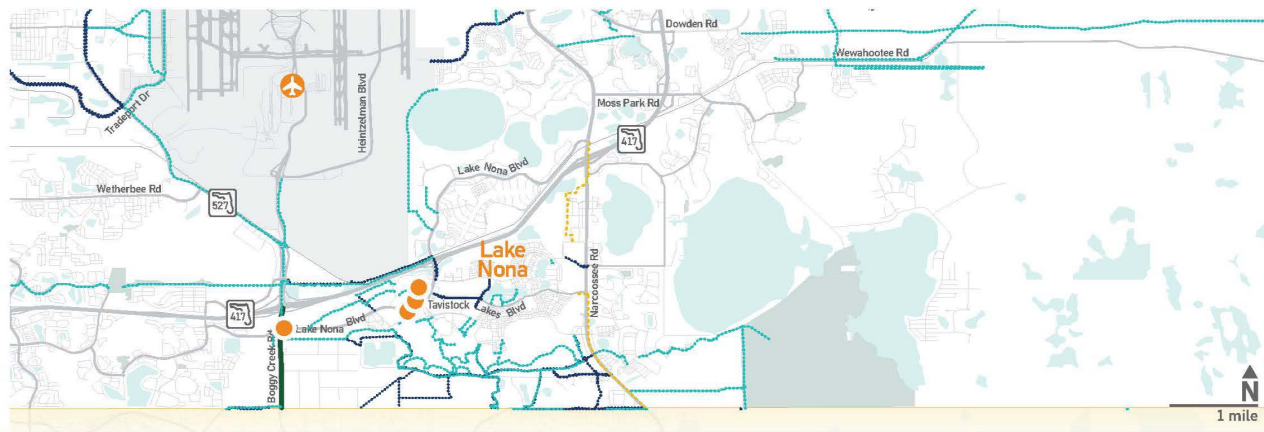 Dowden Rd
Wewahootee Rd
Tradeport Dr
Heintzelman Blvd
Moss Park Rd
417
Lake Nona Blvd
Wetherbee Rd
527
Lake
Nona
Narcoossee Rd
417
Tavistock
Lakes Blvd
Lake Nona Blvd
Boggy Creek Rd
N
1 mile